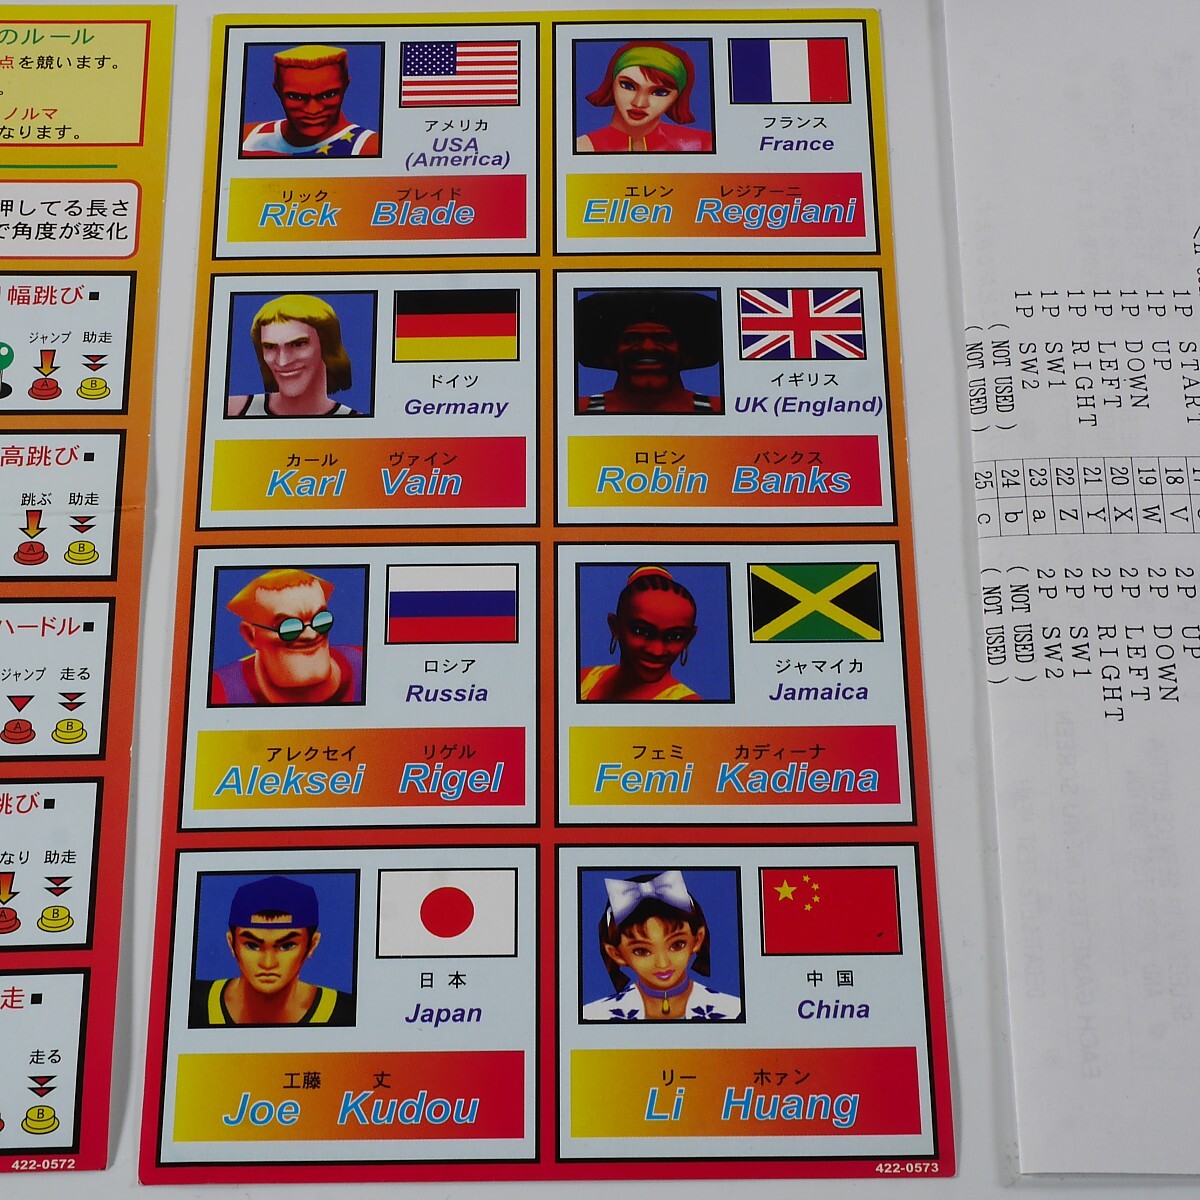 のルール
点を競います。
。
ノルマ
なります。
押してる長さ
で角度が変化
幅跳び■
ジャンプ 助走
A B
高跳び■
跳ぶ 助走
A B
ハードル■
ジャンプ 走る
A B
跳び■
なり 助走
A B
走■
走る
B
422-0572
アメリカ
USA
(America)
リック ブレイド
Rick Blade
フランス
France
エレン レジアーニ
Ellen Reggiani
ドイツ
Germany
カール ヴァイン
Karl Vain
イギリス
UK (England)
ロビン バンクス
Robin Banks
ロシア
Russia
アレクセイ リゲル
Aleksei Rigel
ジャマイカ
Jamaica
フェミ カディーナ
Femi Kadiena
日本
Japan
工藤 丈
Joe Kudou
中国
China
リー ホァン
Li Huang
422-0573
1P START
1P UP
1P DOWN
1P LEFT
1P RIGHT
1P SW1
1P SW2
( NOT USED )
( NOT USED )
18 V 2P UP
19 W 2P DOWN
20 X 2P LEFT
21 Y 2P RIGHT
22 Z 2P SW1
23 a 2P SW2
24 b ( NOT USED )
25 c ( NOT USED )